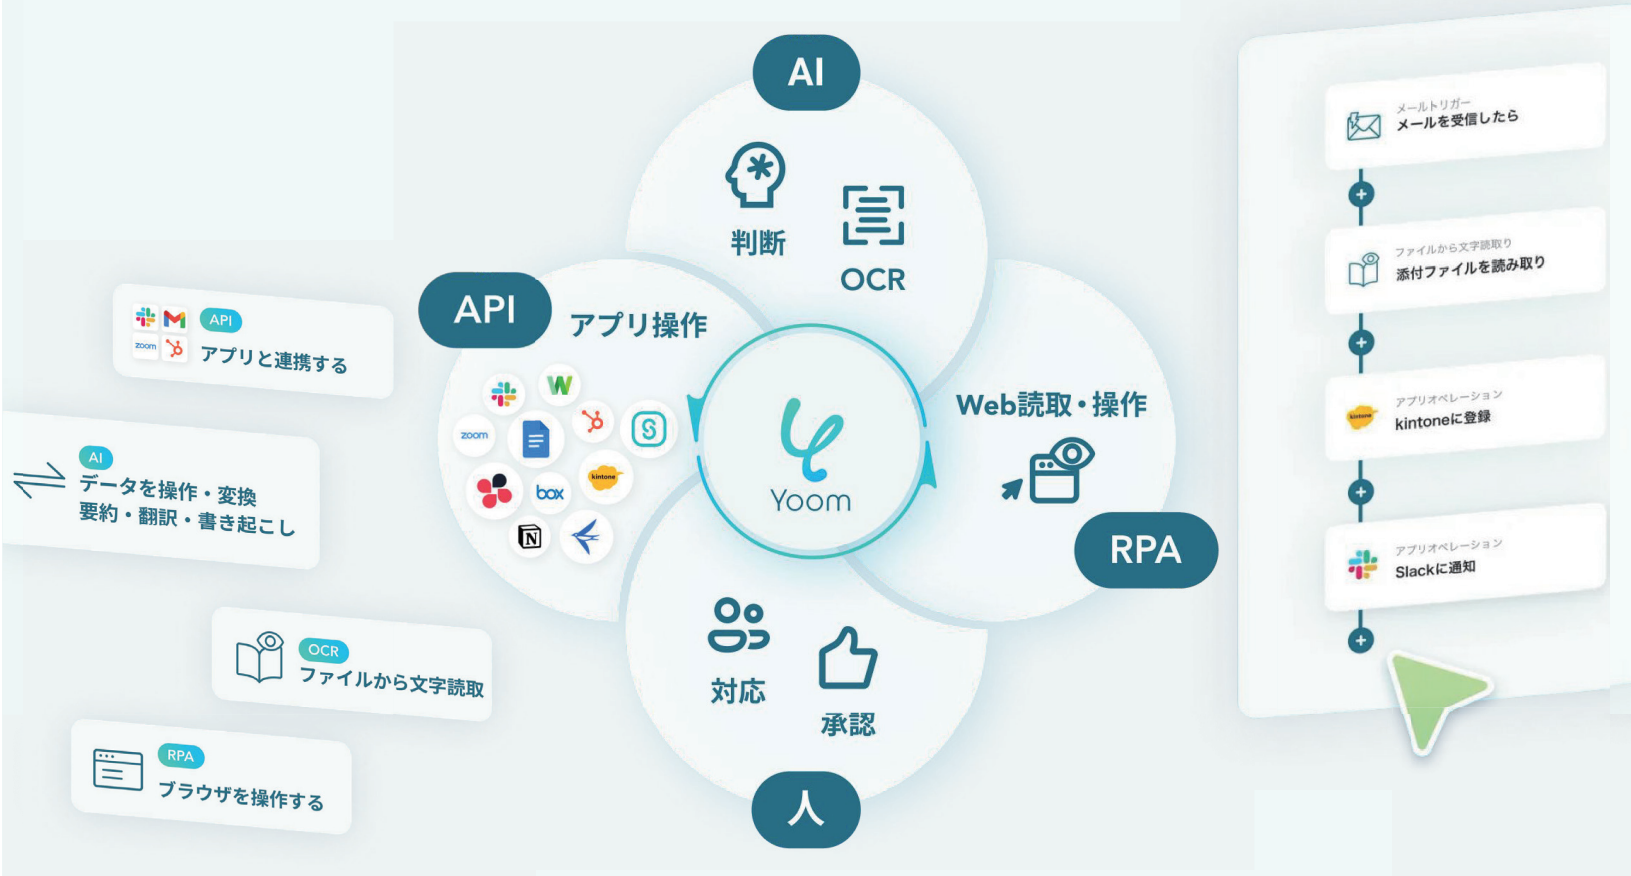 AI
判断
OCR
API
アプリ操作
zoom
W
S
kintone
box
N
Yoom
Web読取・操作
RPA
対応
承認
人
zoom
API
アプリと連携する
AI
データを操作・変換
要約・翻訳・書き起こし
OCR
ファイルから文字読取
RPA
ブラウザを操作する
メールトリガー
メールを受信したら
ファイルから文字読取り
添付ファイルを読み取り
アプリオペレーション
kintone
kintoneに登録
アプリオペレーション
Slackに通知